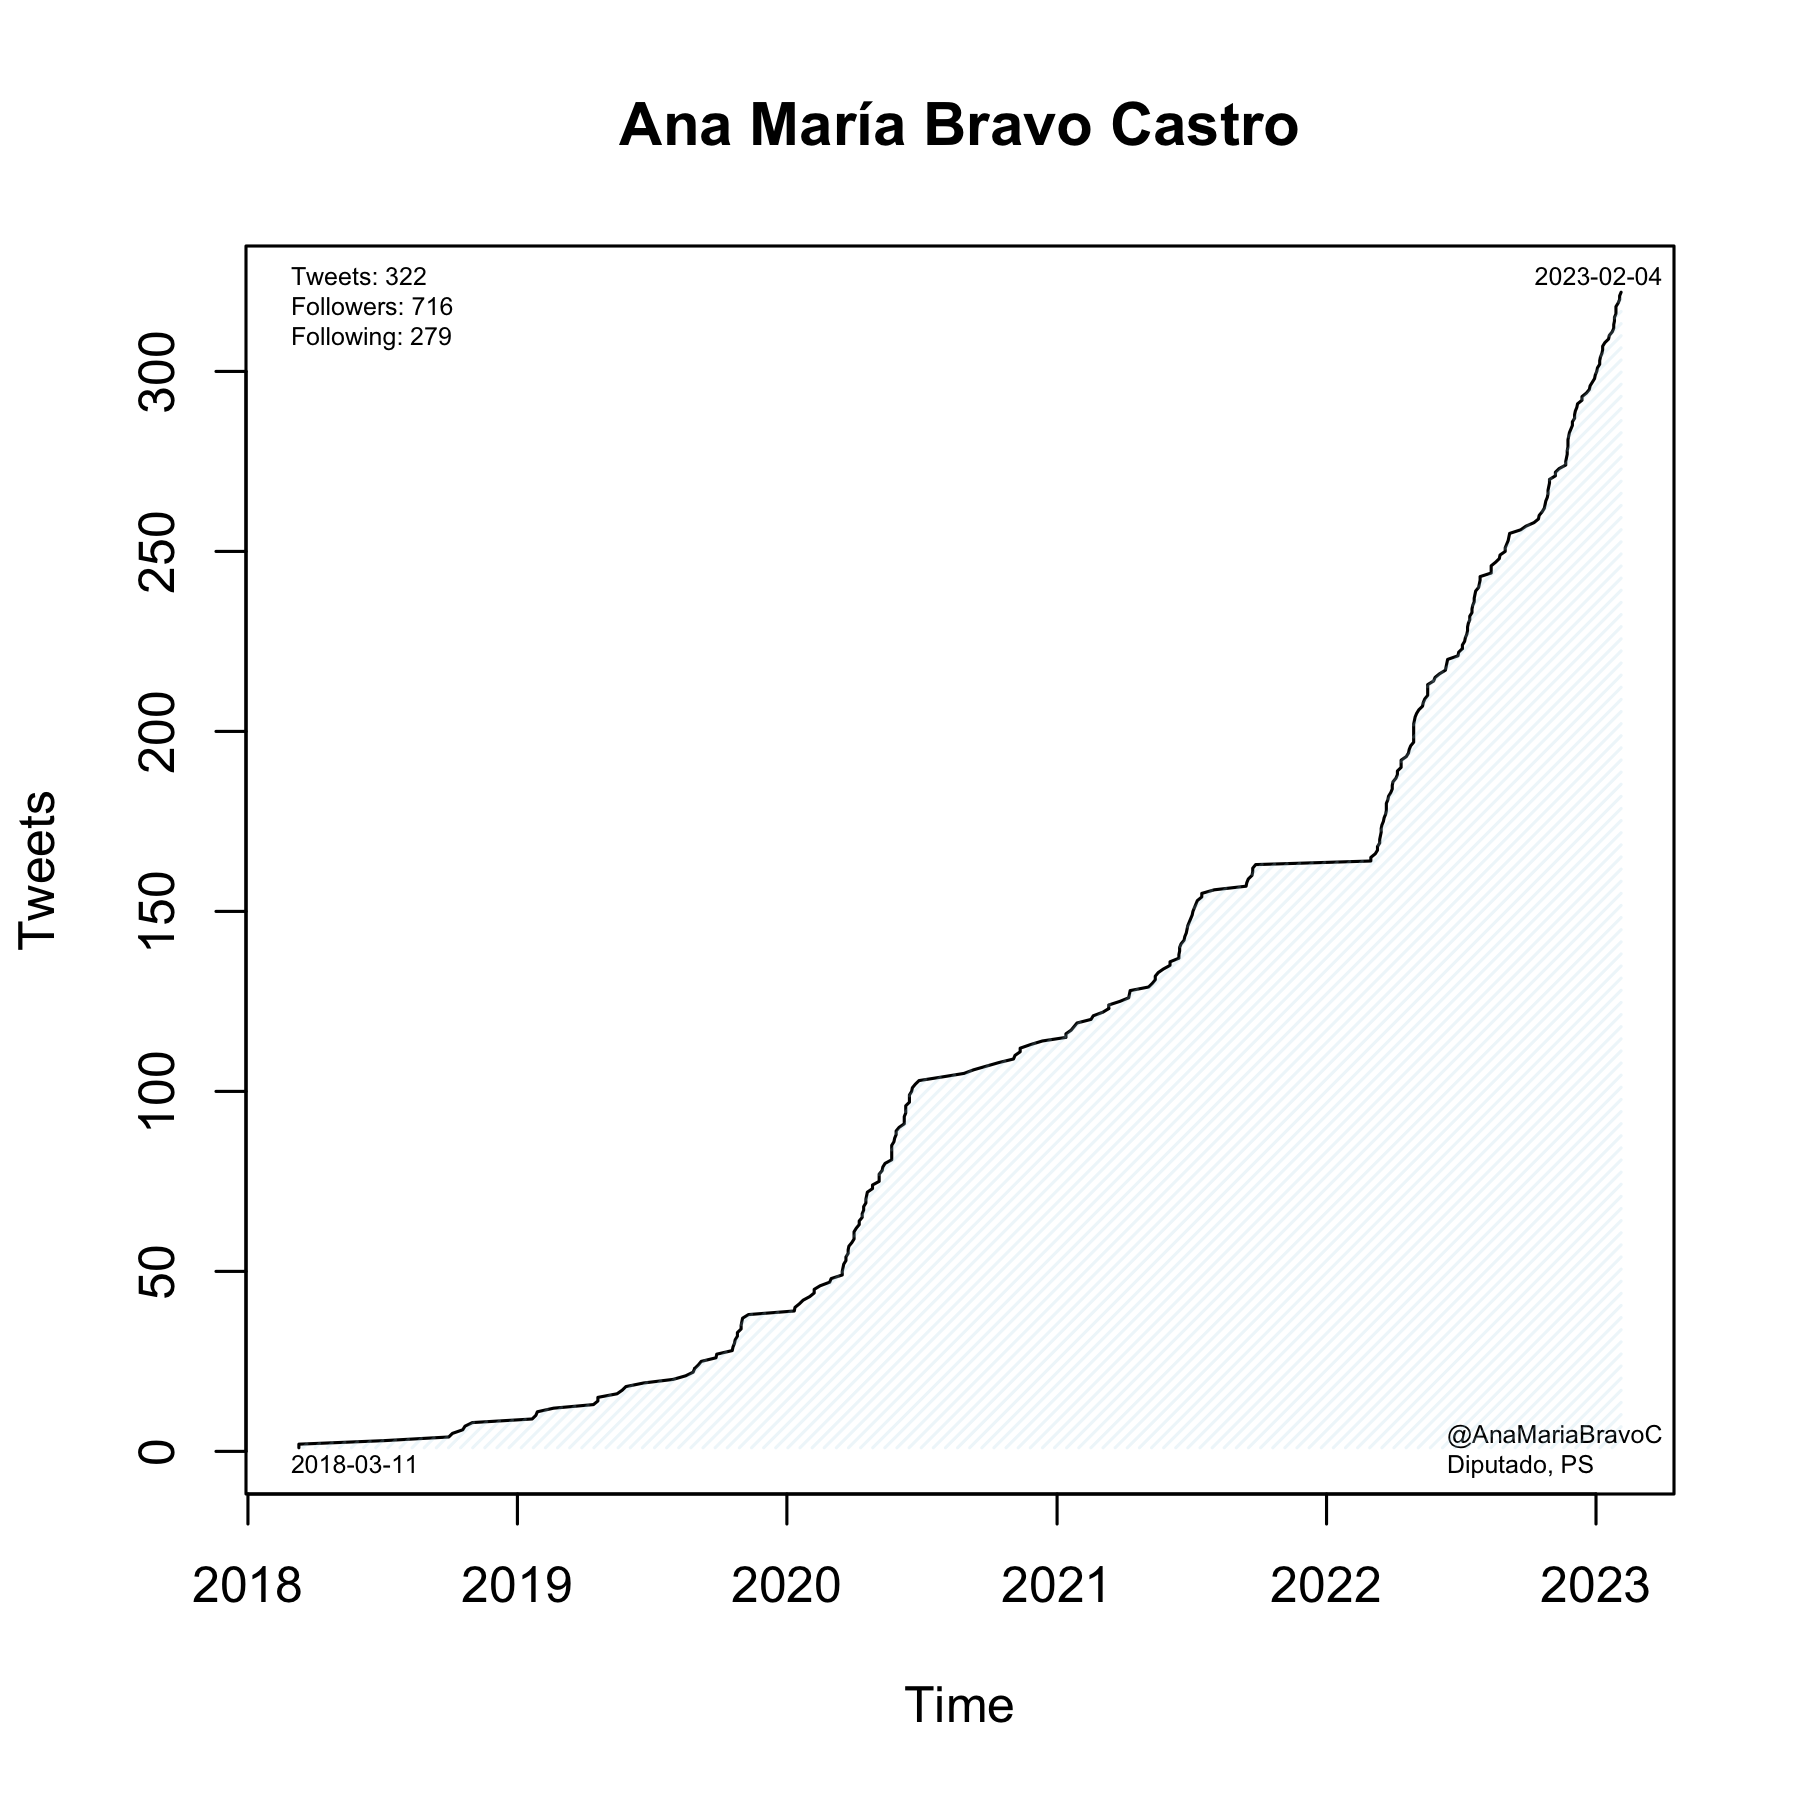 Ana María Bravo Castro
Tweets: 322
Followers: 716
Following: 279
2023-02-04
Tweets
300
250
200
150
100
50
0
@AnaMariaBravoC
Diputado, PS
2018-03-11
2018
2019
2020
2021
2022
2023
Time